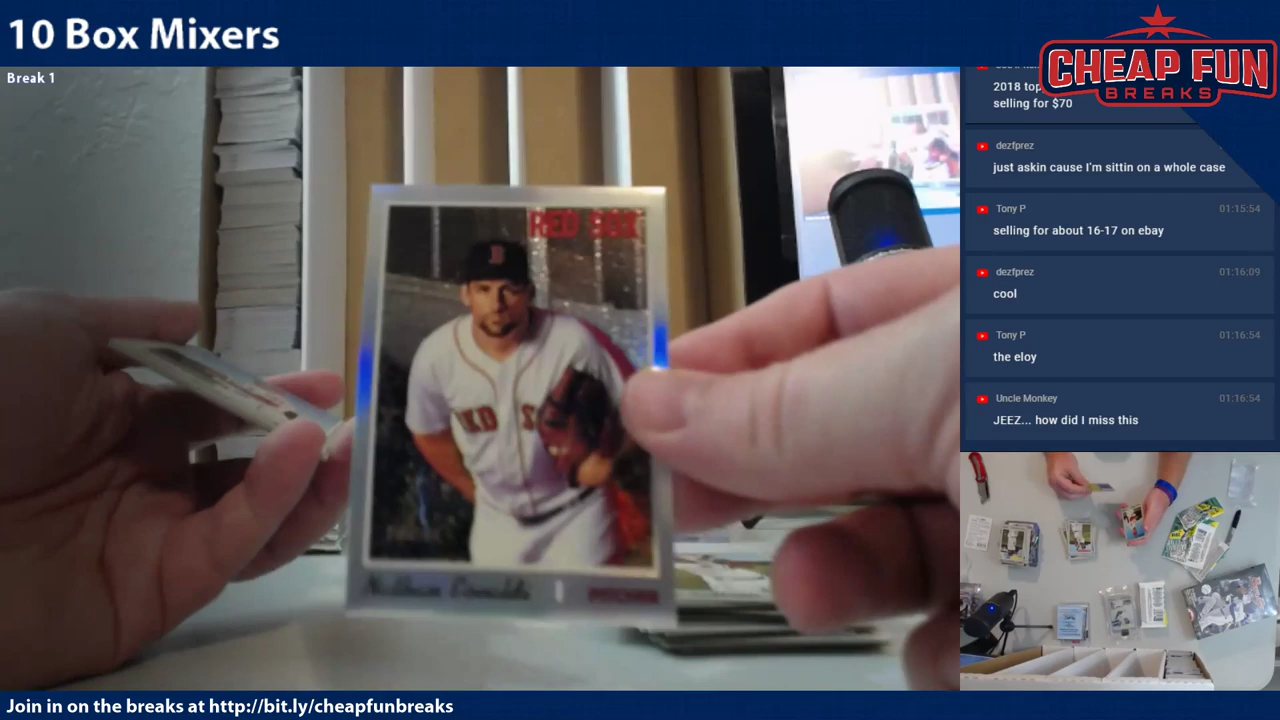 10 Box Mixers
Break 1
CHEAP FUN
BREAKS
2018 top
selling for $70
dezfprez
just askin cause I'm sittin on a whole case
Tony P 01:15:54
selling for about 16-17 on ebay
dezfprez 01:16:09
cool
Tony P 01:16:54
the eloy
Uncle Monkey 01:16:54
JEEZ... how did I miss this
RED SOX
B
PITCHER
Join in on the breaks at http://bit.ly/cheapfunbreaks